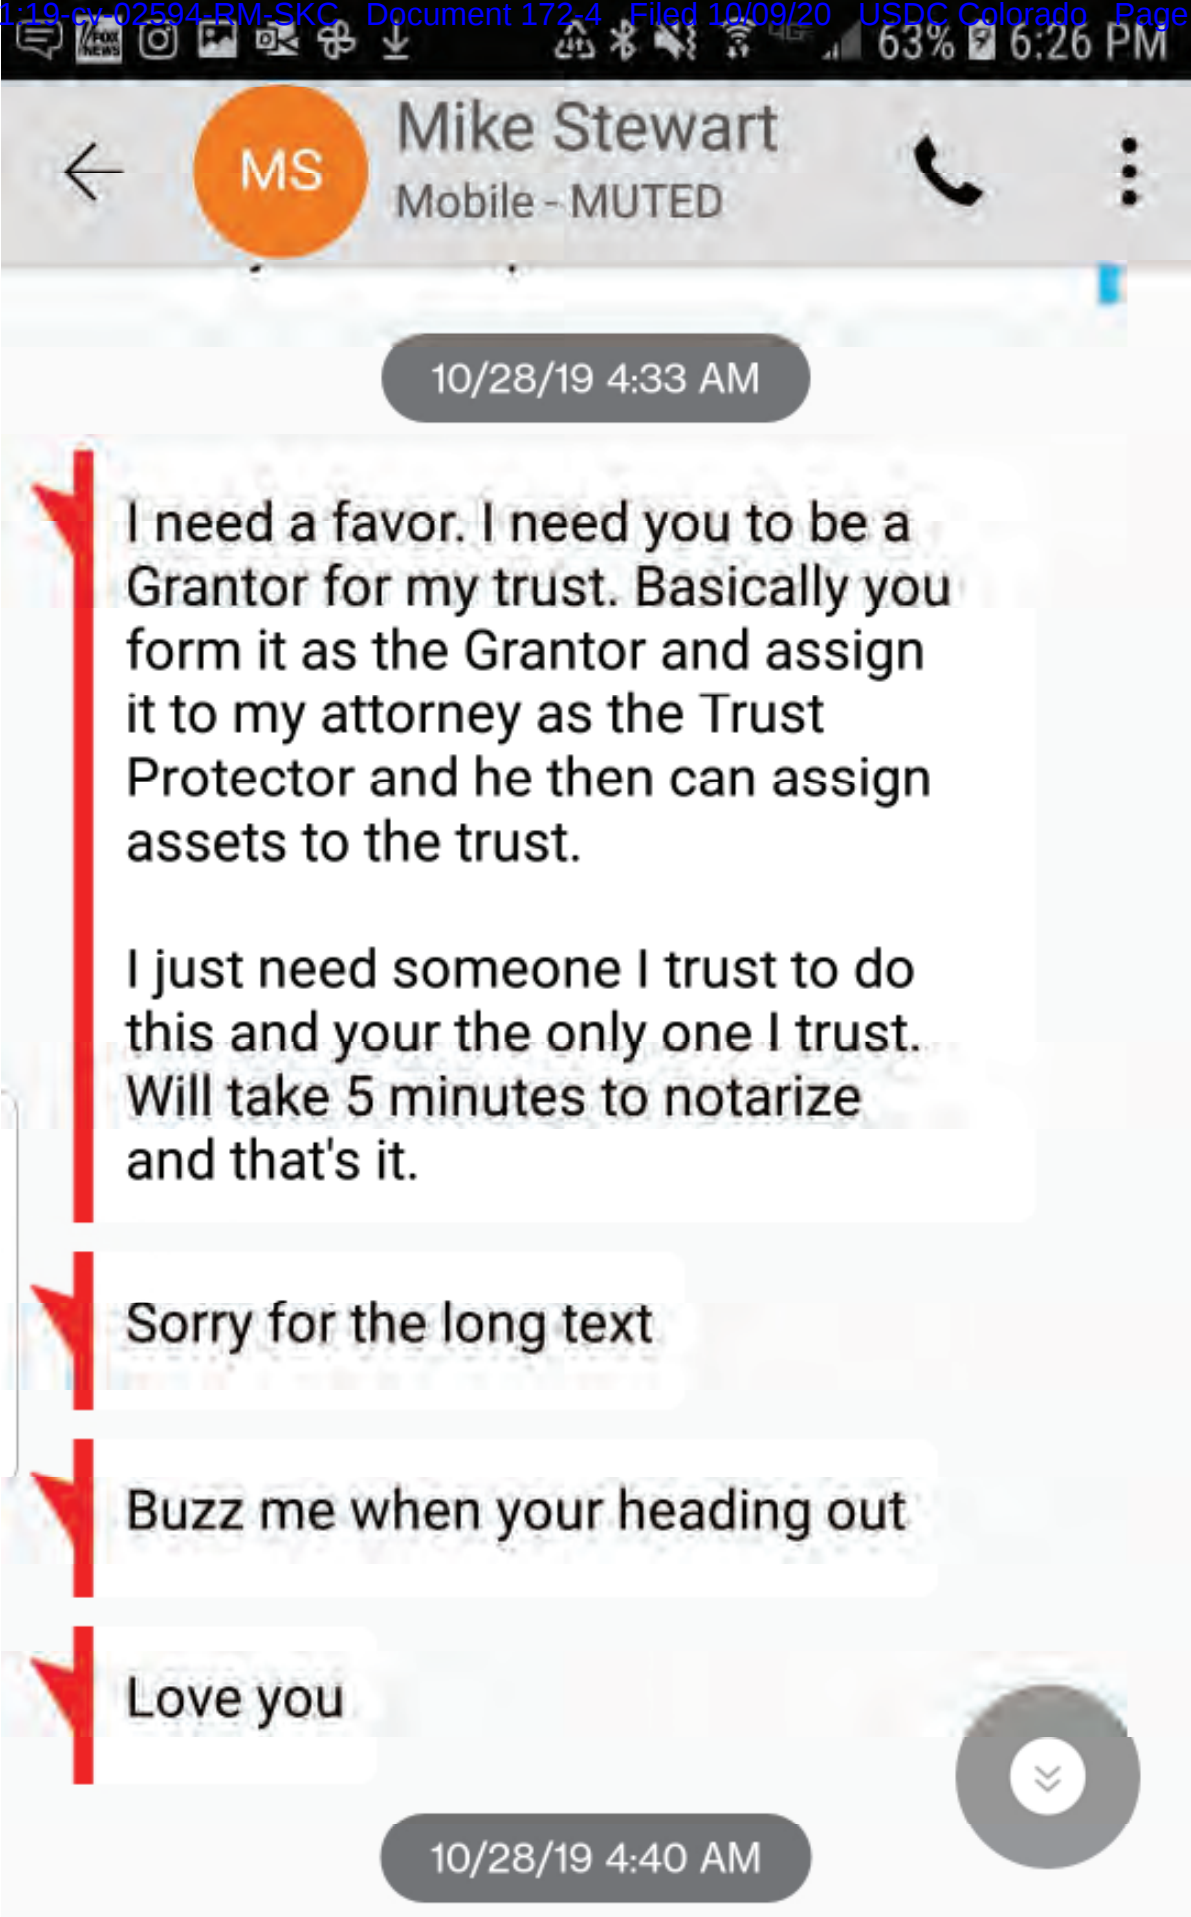 1:19-cv-02594-RM-SKC Document 172-4 Filed 10/09/20 USDC Colorado Page
FOX NEWS 4G 63% 6:26 PM
MS Mike Stewart
Mobile - MUTED
10/28/19 4:33 AM
I need a favor. I need you to be a
Grantor for my trust. Basically you
form it as the Grantor and assign
it to my attorney as the Trust
Protector and he then can assign
assets to the trust.
I just need someone I trust to do
this and your the only one I trust.
Will take 5 minutes to notarize
and that's it.
Sorry for the long text
Buzz me when your heading out
Love you
10/28/19 4:40 AM